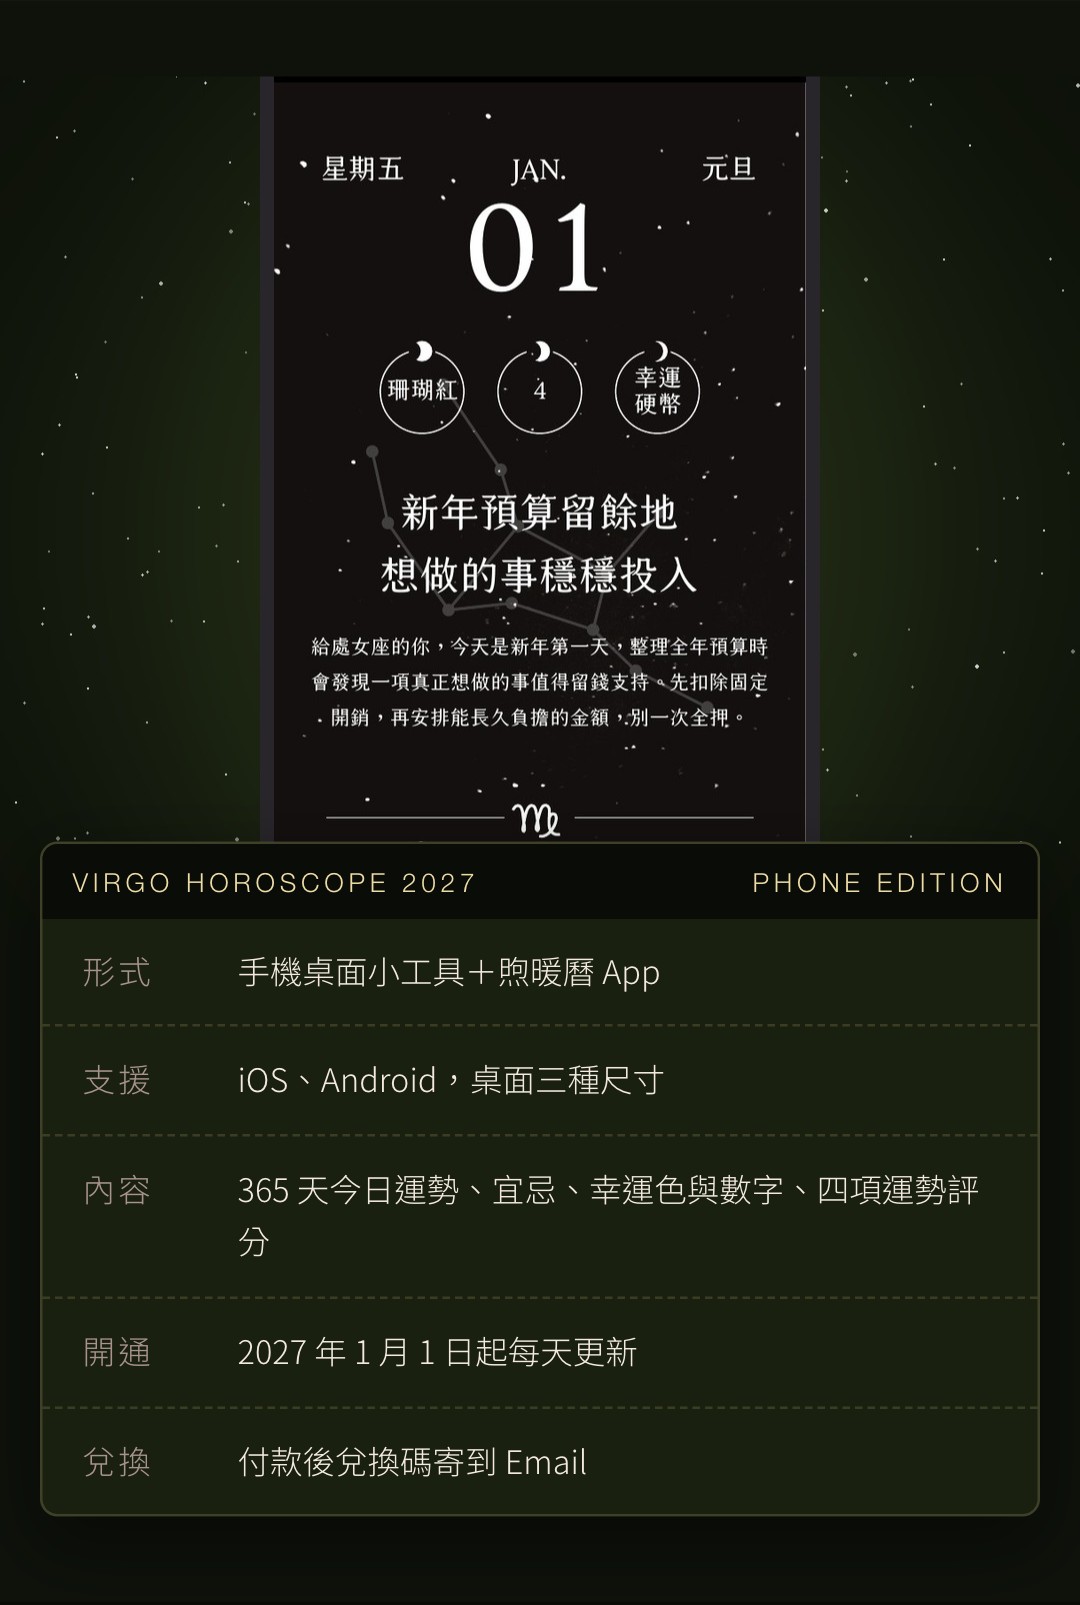 星期五 JAN. 元旦
01
珊瑚紅 4 幸運
硬幣
新年預算留餘地
想做的事穩穩投入
給處女座的你，今天是新年第一天，整理全年預算時
會發現一項真正想做的事值得留錢支持。先扣除固定
開銷，再安排能長久負擔的金額，別一次全押。
VIRGO HOROSCOPE 2027 PHONE EDITION
形式 手機桌面小工具＋煦暖曆 App
支援 iOS、Android，桌面三種尺寸
內容 365 天今日運勢、宜忌、幸運色與數字、四項運勢評
分
開通 2027 年 1 月 1 日起每天更新
兌換 付款後兌換碼寄到 Email